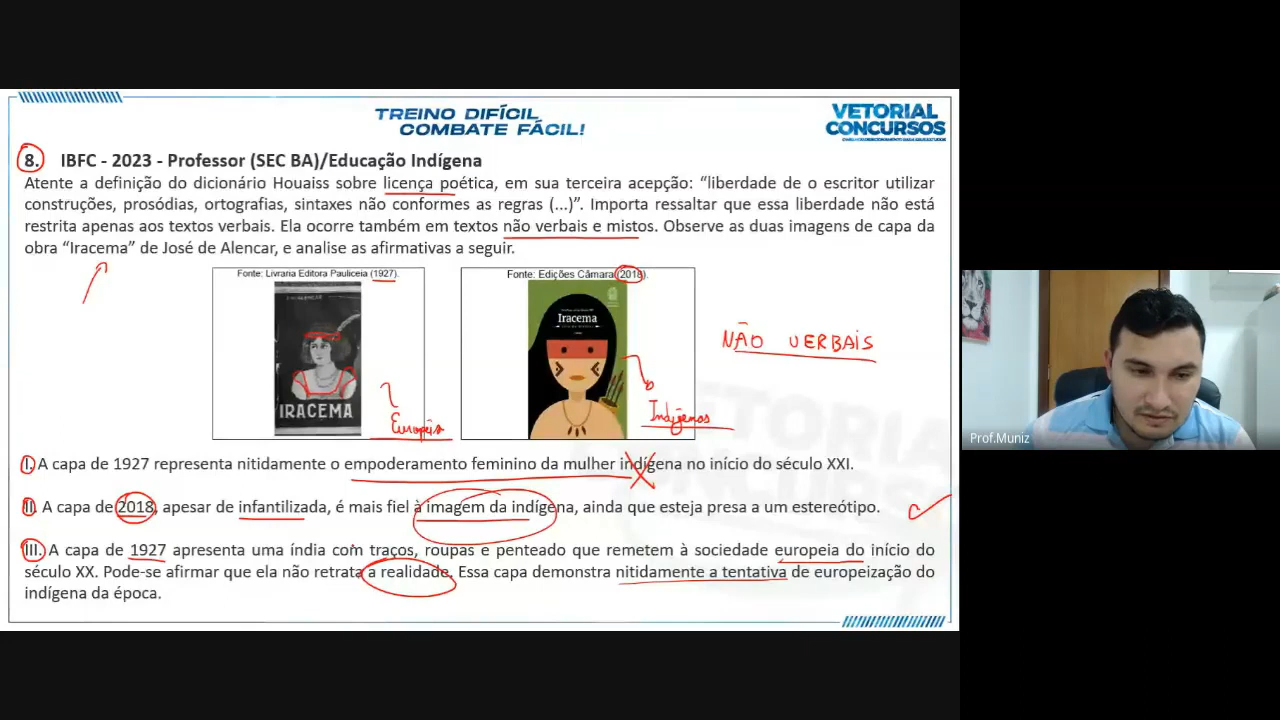 TREINO DIFÍCIL
COMBATE FÁCIL!
VETORIAL
CONCURSOS
8. IBFC - 2023 - Professor (SEC BA)/Educação Indígena
Atente a definição do dicionário Houaiss sobre licença poética, em sua terceira acepção: “liberdade de o escritor utilizar
construções, prosódias, ortografias, sintaxes não conformes as regras (...)”. Importa ressaltar que essa liberdade não está
restrita apenas aos textos verbais. Ela ocorre também em textos não verbais e mistos. Observe as duas imagens de capa da
obra “Iracema” de José de Alencar, e analise as afirmativas a seguir.
Fonte: Livraria Editora Pauliceia (1927).
IRACEMA
Europeia
Fonte: Edições Câmara (2018).
Iracema
Indígenas
NÃO VERBAIS
I. A capa de 1927 representa nitidamente o empoderamento feminino da mulher indígena no início do século XXI.
II. A capa de 2018, apesar de infantilizada, é mais fiel à imagem da indígena, ainda que esteja presa a um estereótipo.
III. A capa de 1927 apresenta uma índia com traços, roupas e penteado que remetem à sociedade europeia do início do
século XX. Pode-se afirmar que ela não retrata a realidade. Essa capa demonstra nitidamente a tentativa de europeização do
indígena da época.
Prof.Muniz